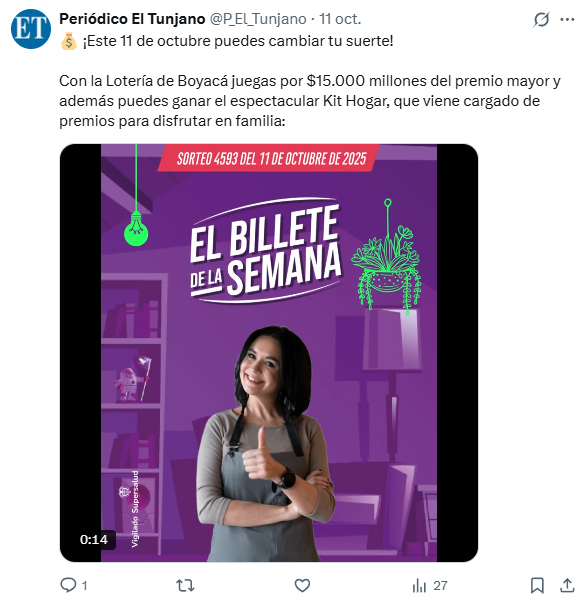 ET
Periódico El Tunjano @P_El_Tunjano · 11 oct.
💰 ¡Este 11 de octubre puedes cambiar tu suerte!
Con la Lotería de Boyacá juegas por $15.000 millones del premio mayor y
además puedes ganar el espectacular Kit Hogar, que viene cargado de
premios para disfrutar en familia:
SORTEO 4593 DEL 11 DE OCTUBRE DE 2025
EL BILLETE
DE LA SEMANA
Vigilado Supersalud
0:14
1
27